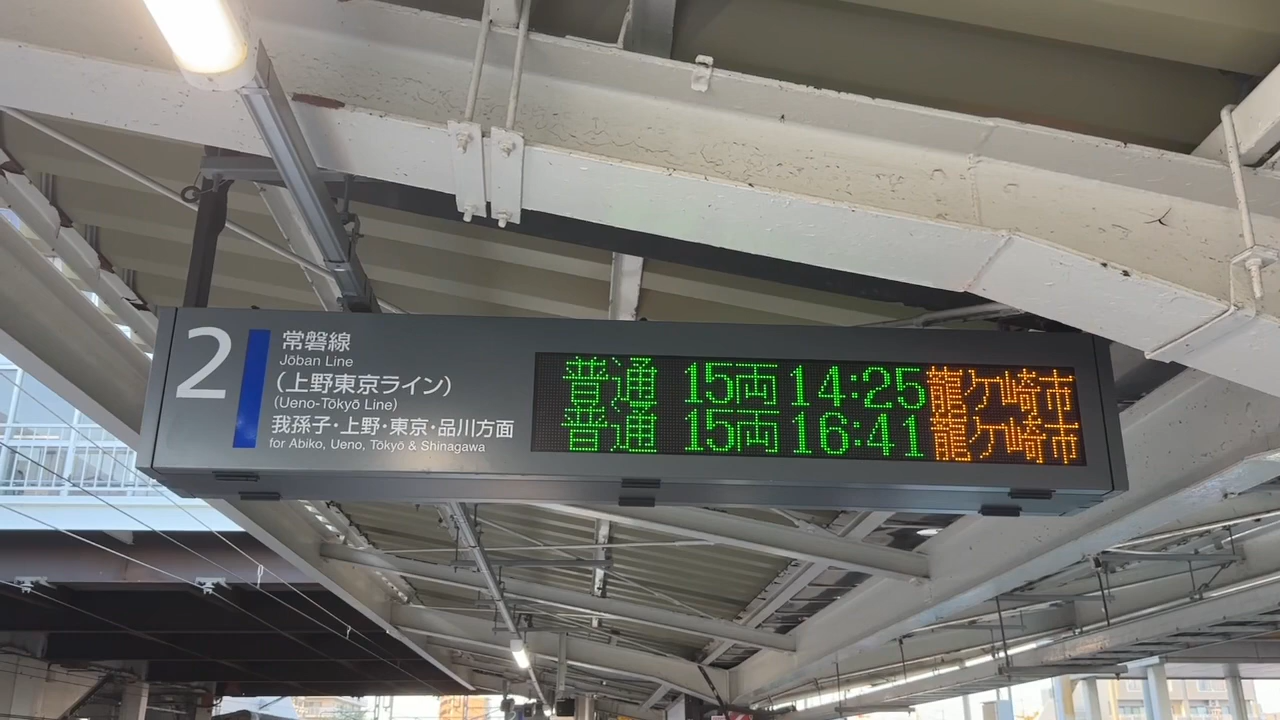 2
常磐線
Jōban Line
(上野東京ライン)
(Ueno-Tōkyō Line)
我孫子・上野・東京・品川方面
for Abiko, Ueno, Tōkyō & Shinagawa
普通 15両 14:25 龍ケ崎市
普通 15両 16:41 龍ケ崎市